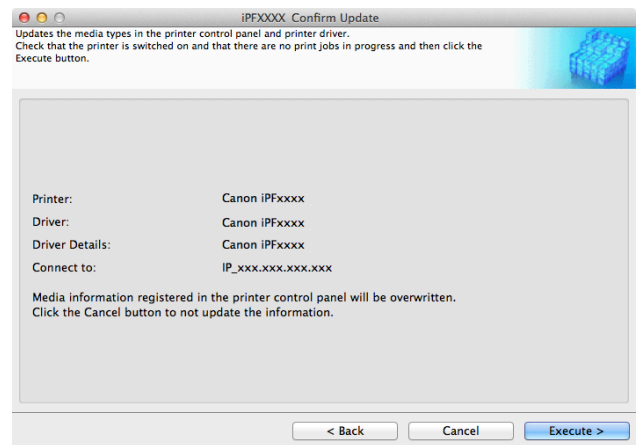 iPFXXXX Confirm Update
Updates the media types in the printer control panel and printer driver.
Check that the printer is switched on and that there are no print jobs in progress and then click the
Execute button.
Printer: Canon iPFxxxx
Driver: Canon iPFxxxx
Driver Details: Canon iPFxxxx
Connect to: IP_xxx.xxx.xxx.xxx
Media information registered in the printer control panel will be overwritten.
Click the Cancel button to not update the information.
< Back Cancel Execute >